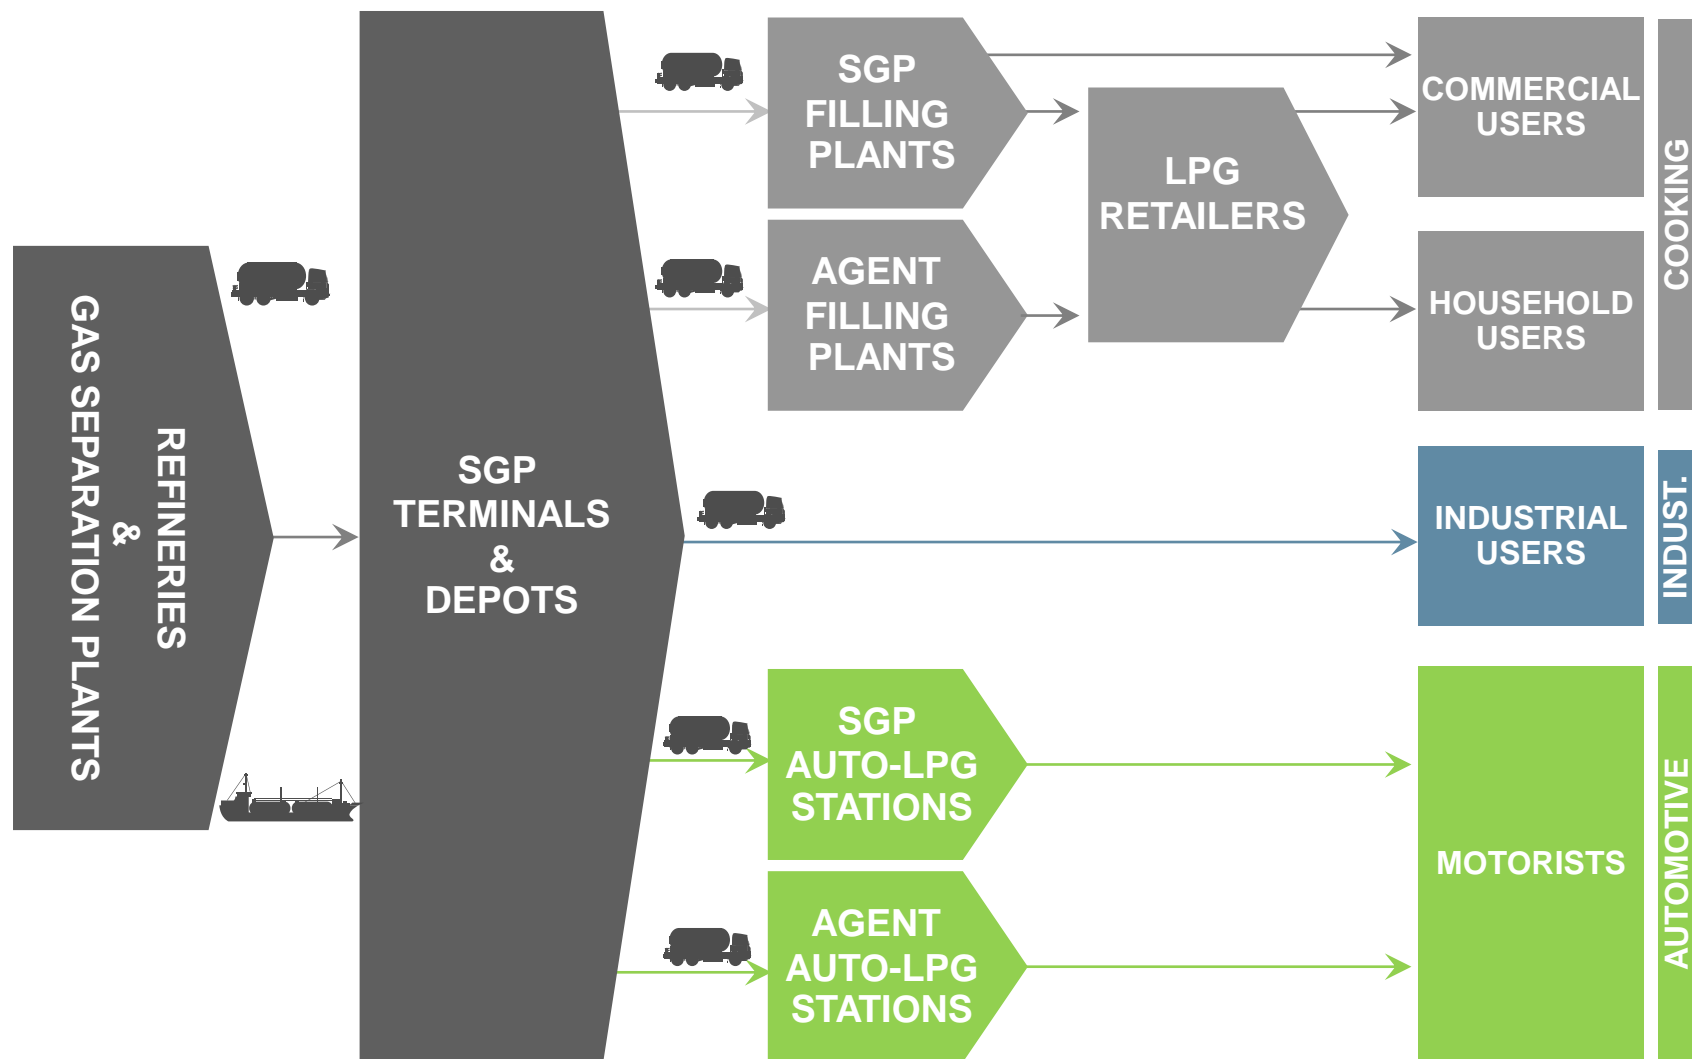 REFINERIES
&
GAS SEPARATION PLANTS
SGP
TERMINALS
&
DEPOTS
SGP
FILLING
PLANTS
AGENT
FILLING
PLANTS
LPG
RETAILERS
COMMERCIAL
USERS
HOUSEHOLD
USERS
COOKING
INDUSTRIAL
USERS
INDUST.
SGP
AUTO-LPG
STATIONS
AGENT
AUTO-LPG
STATIONS
MOTORISTS
AUTOMOTIVE